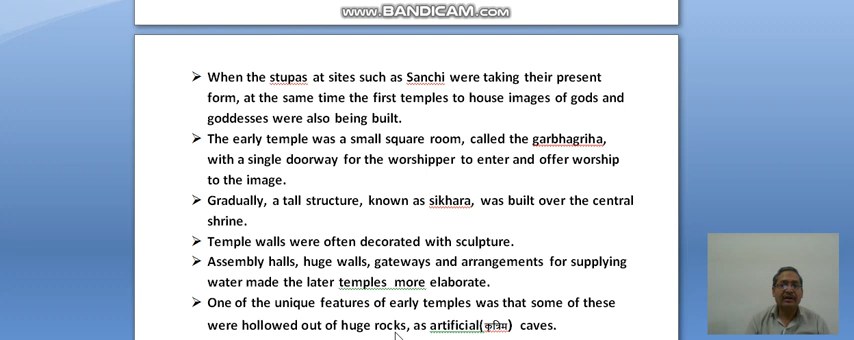 www.BANDICAM.com
➢ When the stupas at sites such as Sanchi were taking their present
form, at the same time the first temples to house images of gods and
goddesses were also being built.
➢ The early temple was a small square room, called the garbhagriha,
with a single doorway for the worshipper to enter and offer worship
to the image.
➢ Gradually, a tall structure, known as sikhara, was built over the central
shrine.
➢ Temple walls were often decorated with sculpture.
➢ Assembly halls, huge walls, gateways and arrangements for supplying
water made the later temples more elaborate.
➢ One of the unique features of early temples was that some of these
were hollowed out of huge rocks, as artificial(कृत्रिम) caves.